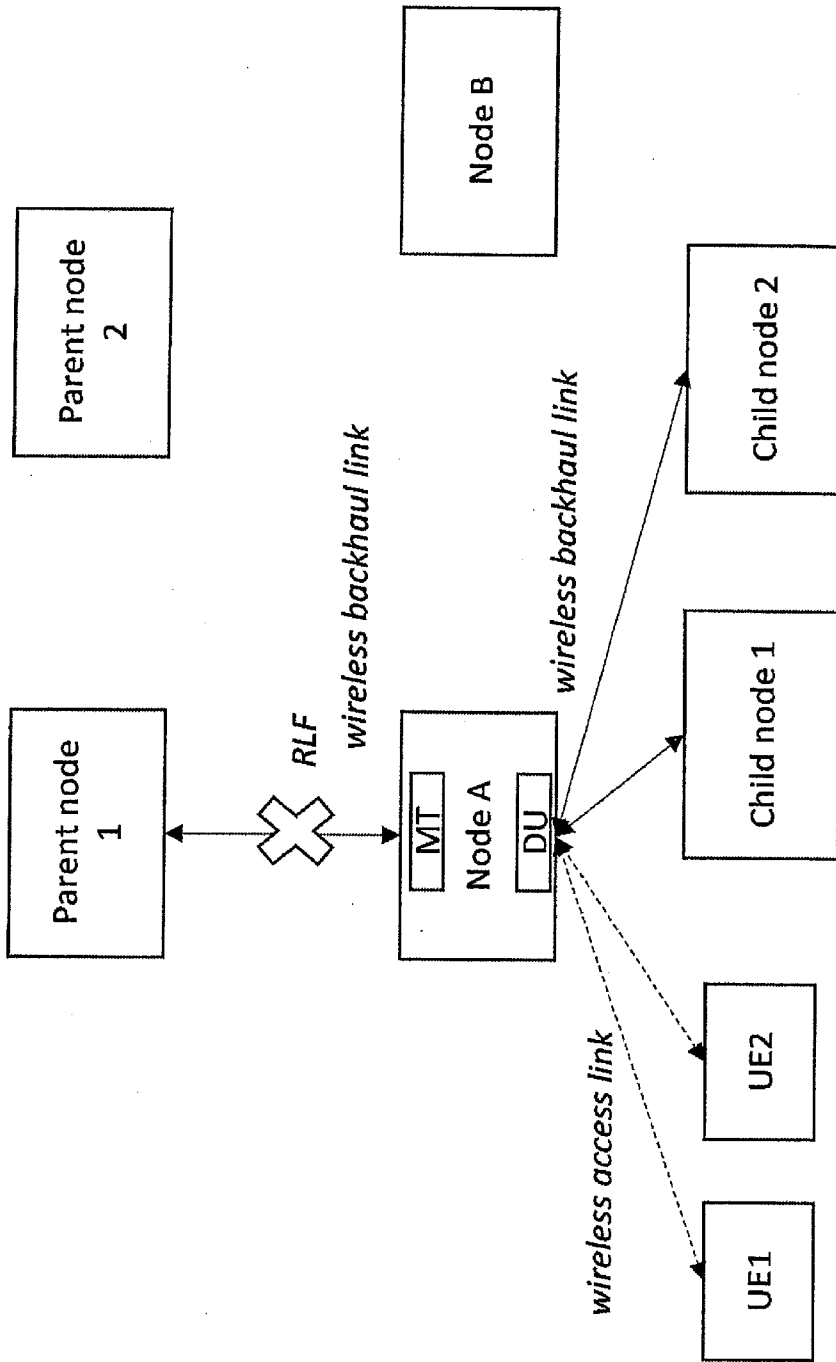 Parent node
1
Parent node
2
RLF
wireless backhaul link
MT
Node A
DU
Node B
wireless access link
wireless backhaul link
UE1
UE2
Child node 1
Child node 2